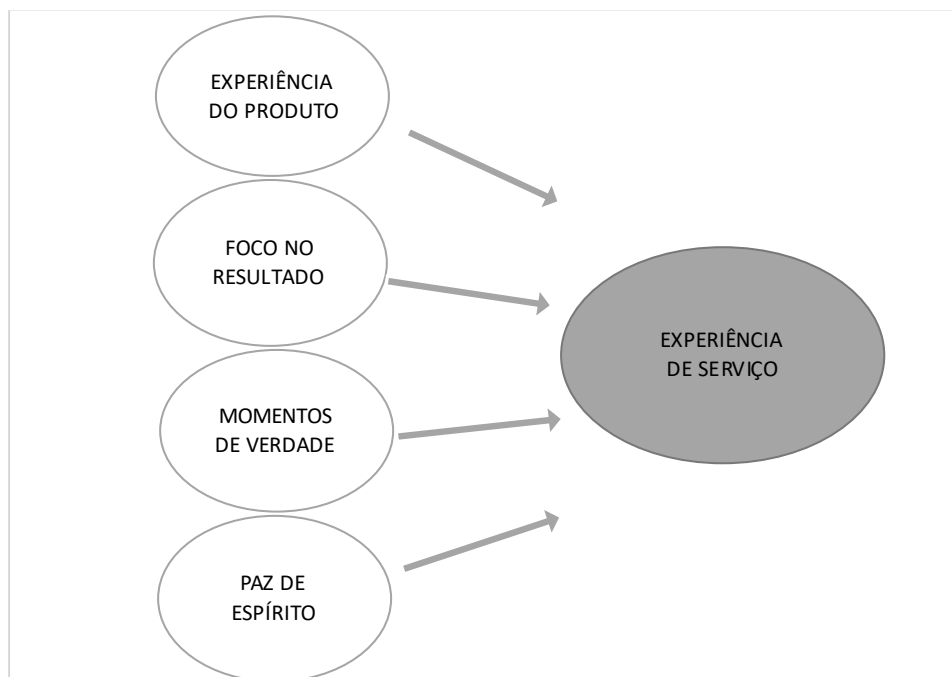 EXPERIÊNCIA
DO PRODUTO
FOCO NO
RESULTADO
MOMENTOS
DE VERDADE
PAZ DE
ESPÍRITO
EXPERIÊNCIA
DE SERVIÇO